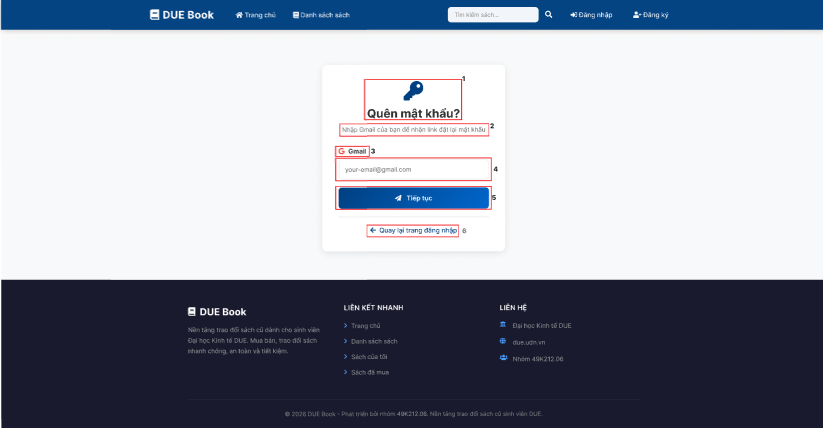 DUE Book
Trang chủ
Danh sách sách
Tìm kiếm sách...
Đăng nhập
Đăng ký
1
Quên mật khẩu?
Nhập Gmail của bạn để nhận link đặt lại mật khẩu
2
Gmail
3
your-email@gmail.com
4
Tiếp tục
5
Quay lại trang đăng nhập
6
DUE Book
Nền tảng trao đổi sách cũ dành cho sinh viên
Đại học Kinh tế DUE. Mua bán, trao đổi sách
nhanh chóng, an toàn và tiết kiệm.
LIÊN KẾT NHANH
Trang chủ
Danh sách sách
Sách của tôi
Sách đã mua
LIÊN HỆ
Đại học Kinh tế DUE
due.udn.vn
Nhóm 49K212.06
© 2026 DUE Book - Phát triển bởi nhóm 49K212.06. Nền tảng trao đổi sách cũ sinh viên DUE.